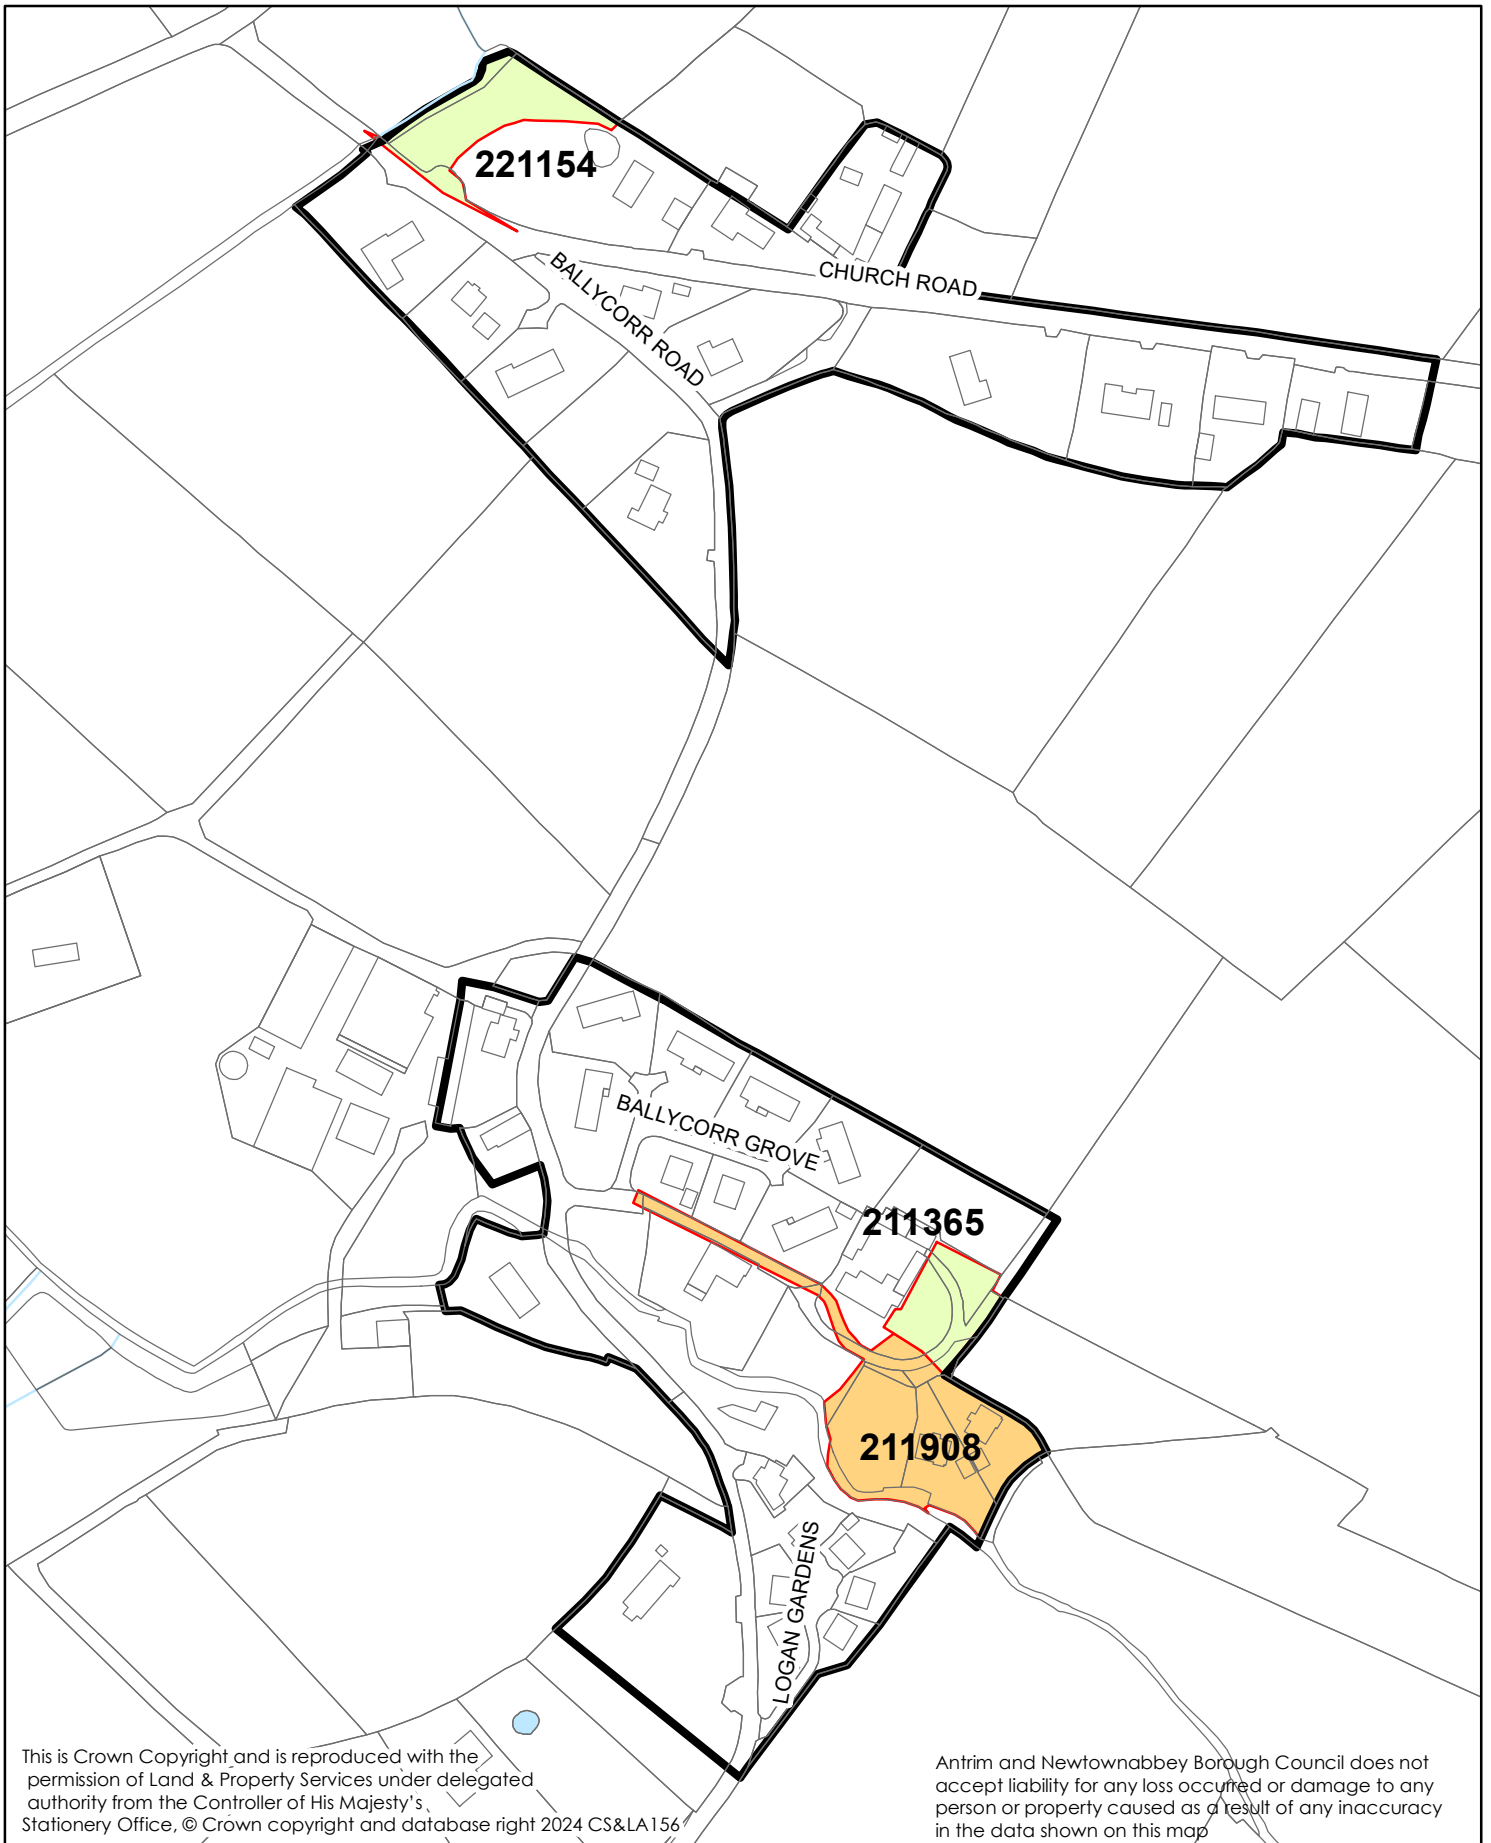 221154
CHURCH ROAD
BALLYCORR ROAD
BALLYCORR GROVE
211365
211908
LOGAN GARDENS
This is Crown Copyright and is reproduced with the
permission of Land & Property Services under delegated
authority from the Controller of His Majesty's
Stationery Office, © Crown copyright and database right 2024 CS&LA156
Antrim and Newtownabbey Borough Council does not
accept liability for any loss occurred or damage to any
person or property caused as a result of any inaccuracy
in the data shown on this map